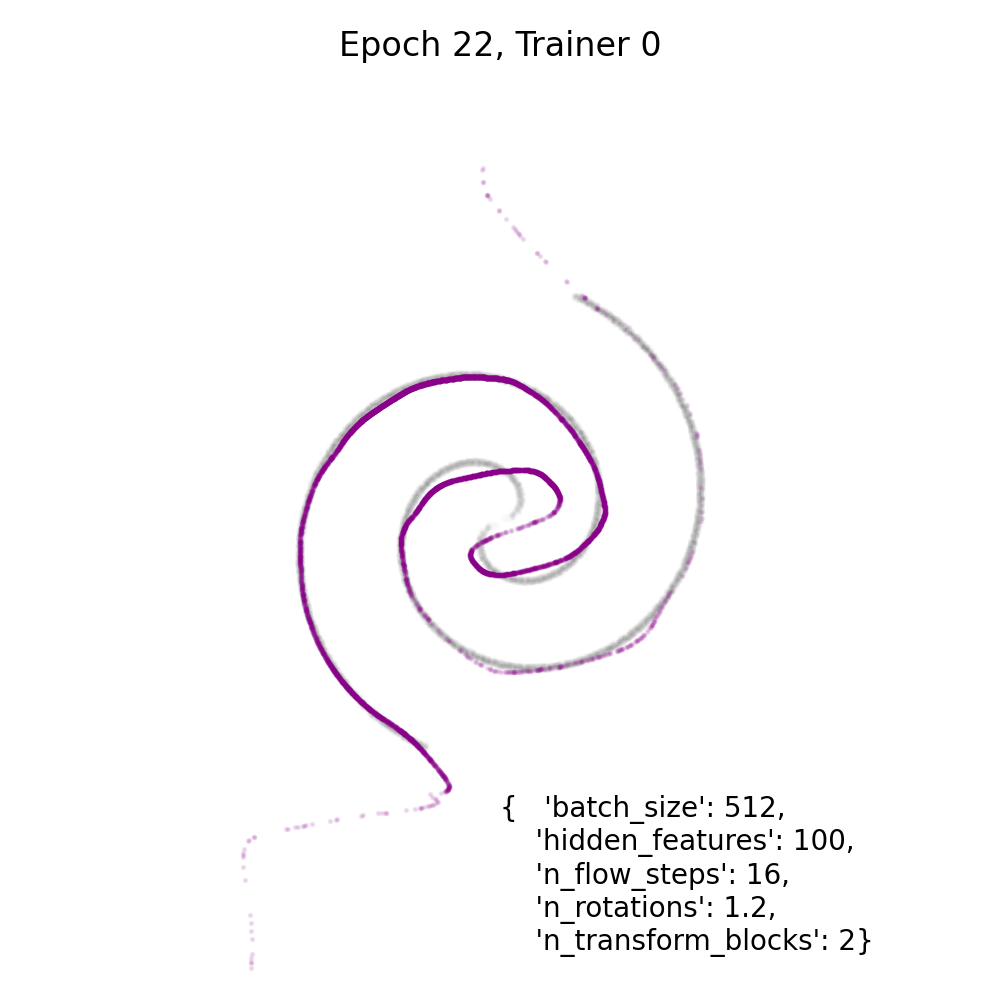 Epoch 22, Trainer 0
{   'batch_size': 512,
'hidden_features': 100,
'n_flow_steps': 16,
'n_rotations': 1.2,
'n_transform_blocks': 2}